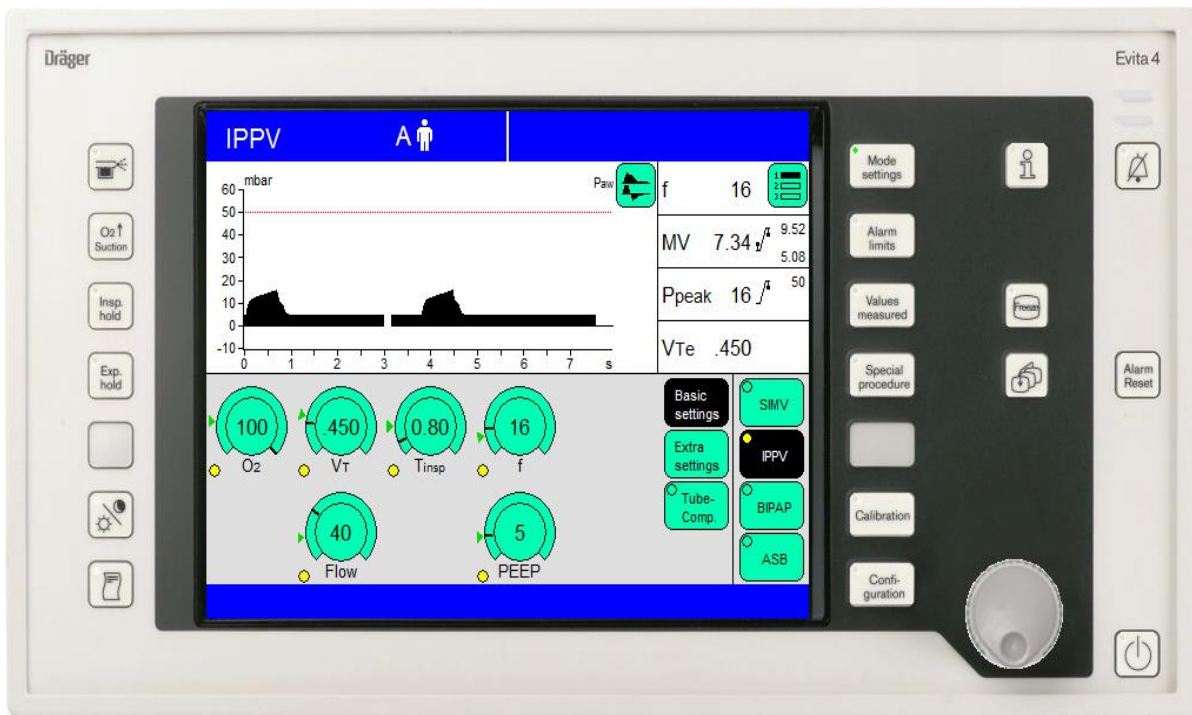 Dräger
Evita 4
IPPV A
mbar
Paw
60
50
40
30
20
10
0
-10
0 1 2 3 4 5 6 7 s
f 16
1
2
3
MV 7.34 9.52
5.08
Ppeak 16 50
VTe .450
100
O2
.450
VT
0.80
Tinsp
16
f
40
Flow
5
PEEP
Basic
settings
Extra
settings
Tube-
Comp.
SIMV
IPPV
BIPAP
ASB
O2↑
Suction
Insp.
hold
Exp.
hold
Mode
settings
Alarm
limits
Values
measured
Special
procedure
Calibration
Confi-
guration
i
Freeze
Alarm
Reset